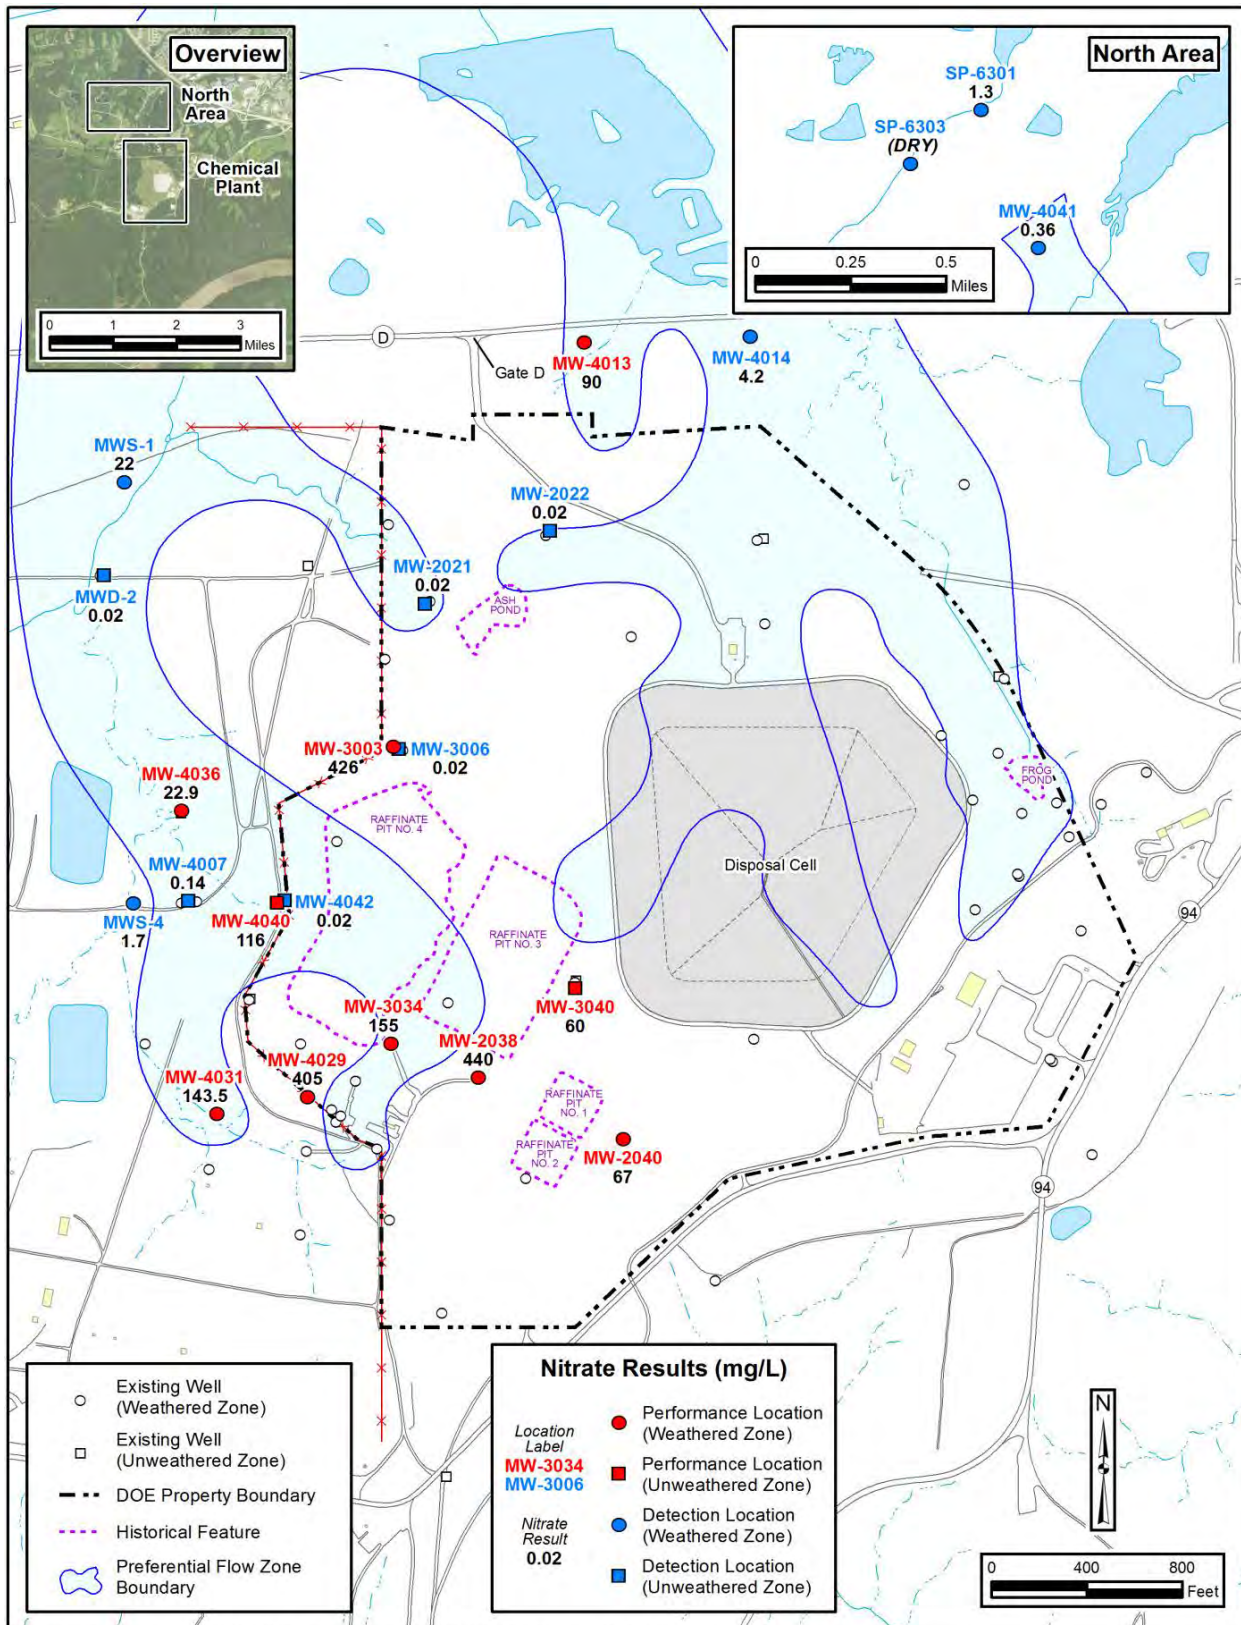 Overview
North
Area
Chemical
Plant
0 1 2 3
Miles
North Area
SP-6301
1.3
SP-6303
(DRY)
MW-4041
0.36
0 0.25 0.5
Miles
D
Gate D
MW-4013
90
MW-4014
4.2
MWS-1
22
MW-2022
0.02
MW-2021
0.02
MWD-2
0.02
ASH
POND
MW-3003
426
MW-3006
0.02
MW-4036
22.9
RAFFINATE
PIT NO. 4
FROG
POND
MW-4007
0.14
MWS-4
1.7
MW-4040
116
MW-4042
0.02
RAFFINATE
PIT NO. 3
Disposal Cell
94
MW-3034
155
MW-3040
60
MW-2038
440
MW-4029
405
MW-4031
143.5
RAFFINATE
PIT
NO. 1
RAFFINATE
PIT
NO. 2
MW-2040
67
94
Existing Well
(Weathered Zone)
Existing Well
(Unweathered Zone)
DOE Property Boundary
Historical Feature
Preferential Flow Zone
Boundary
Nitrate Results (mg/L)
Location
Label
MW-3034
MW-3006
Nitrate
Result
0.02
Performance Location
(Weathered Zone)
Performance Location
(Unweathered Zone)
Detection Location
(Weathered Zone)
Detection Location
(Unweathered Zone)
N
0 400 800
Feet